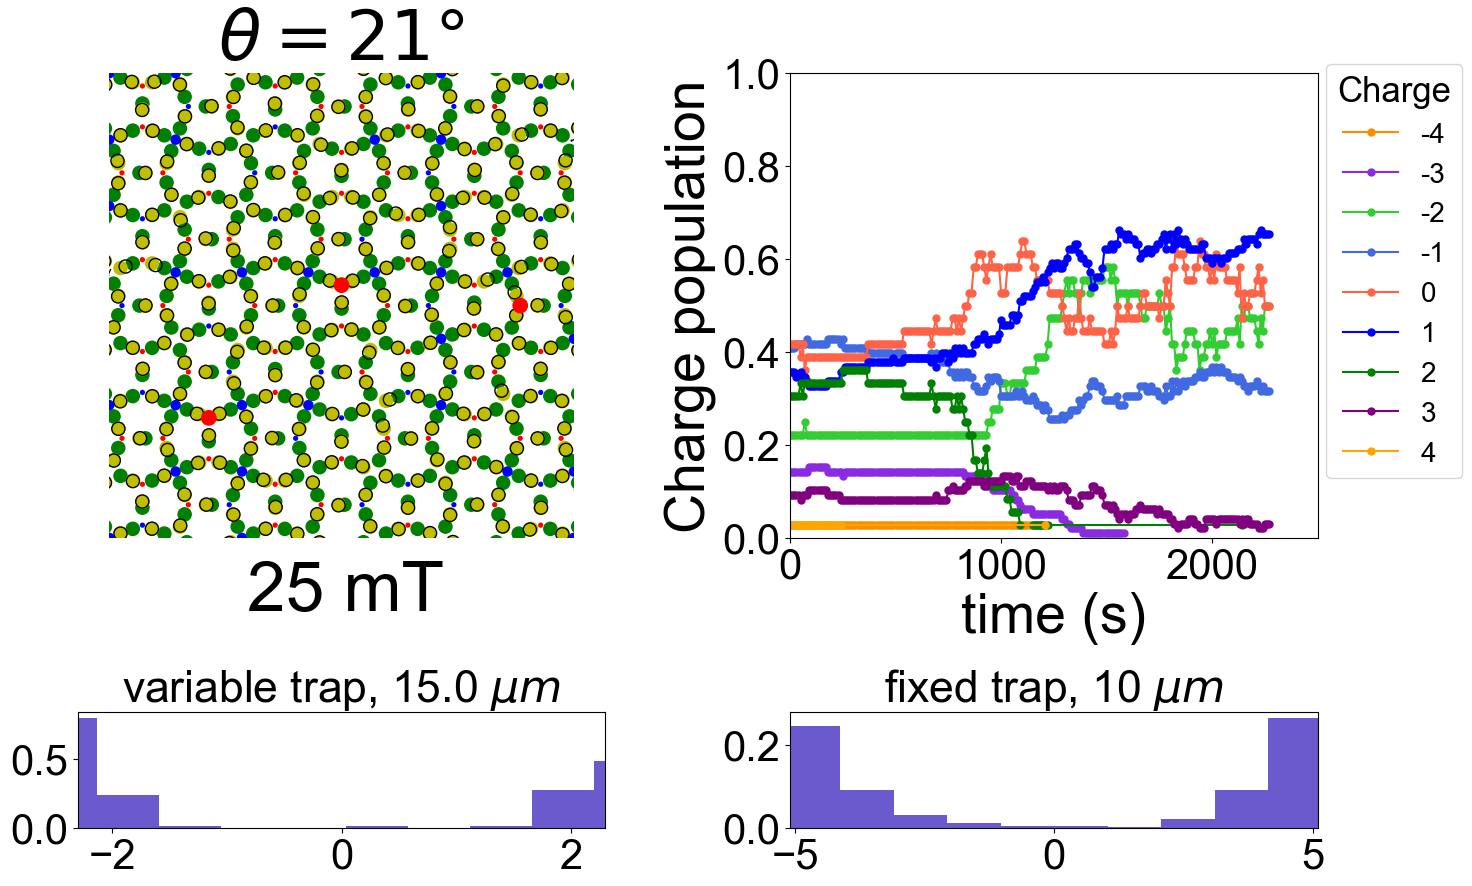 θ = 21°
25 mT
Charge population
1.0
0.8
0.6
0.4
0.2
0.0
0 1000 2000
time (s)
Charge
-4
-3
-2
-1
0
1
2
3
4
variable trap, 15.0 μm
0.5
0.0
−2 0 2
fixed trap, 10 μm
0.2
0.0
−5 0 5